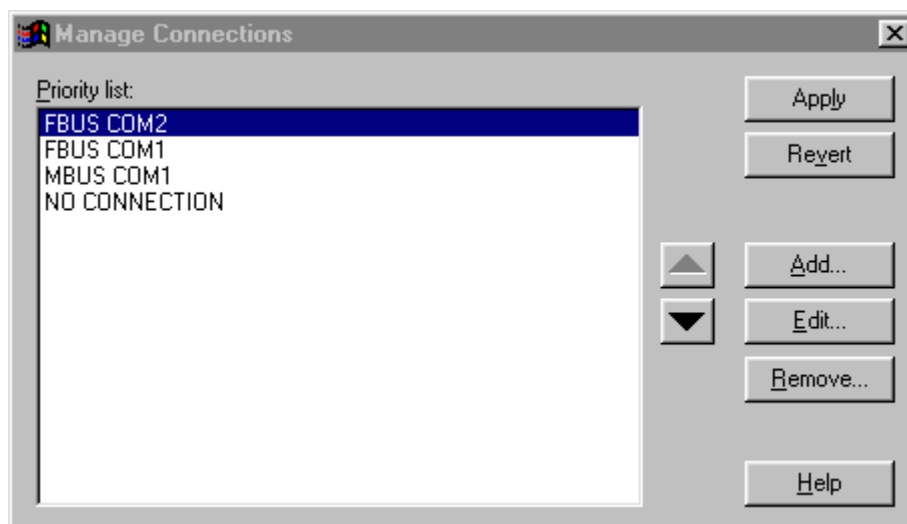 Manage Connections
Priority list:
FBUS COM2
FBUS COM1
MBUS COM1
NO CONNECTION
Apply
Revert
Add...
Edit...
Remove...
Help